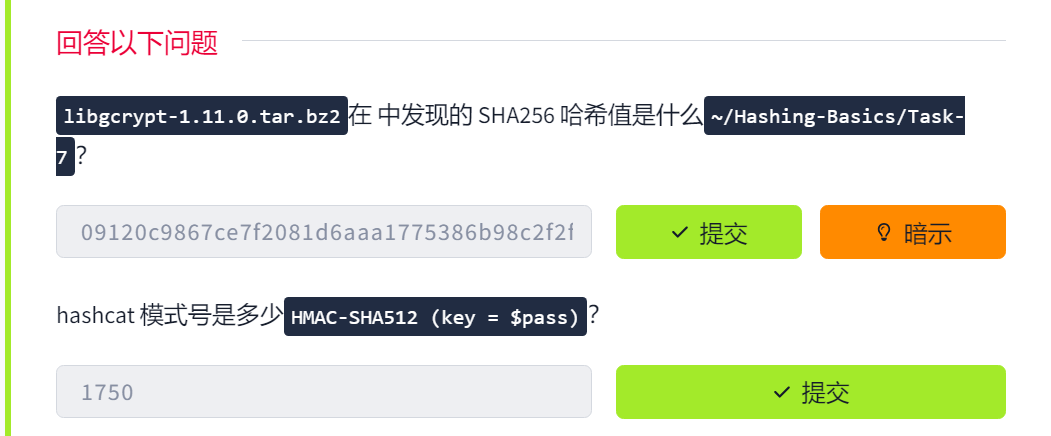 回答以下问题
libgcrypt-1.11.0.tar.bz2在 中发现的 SHA256 哈希值是什么~/Hashing-Basics/Task-
7？
09120c9867ce7f2081d6aaa1775386b98c2f2f
提交
暗示
hashcat 模式号是多少HMAC-SHA512 (key = $pass)？
1750
提交